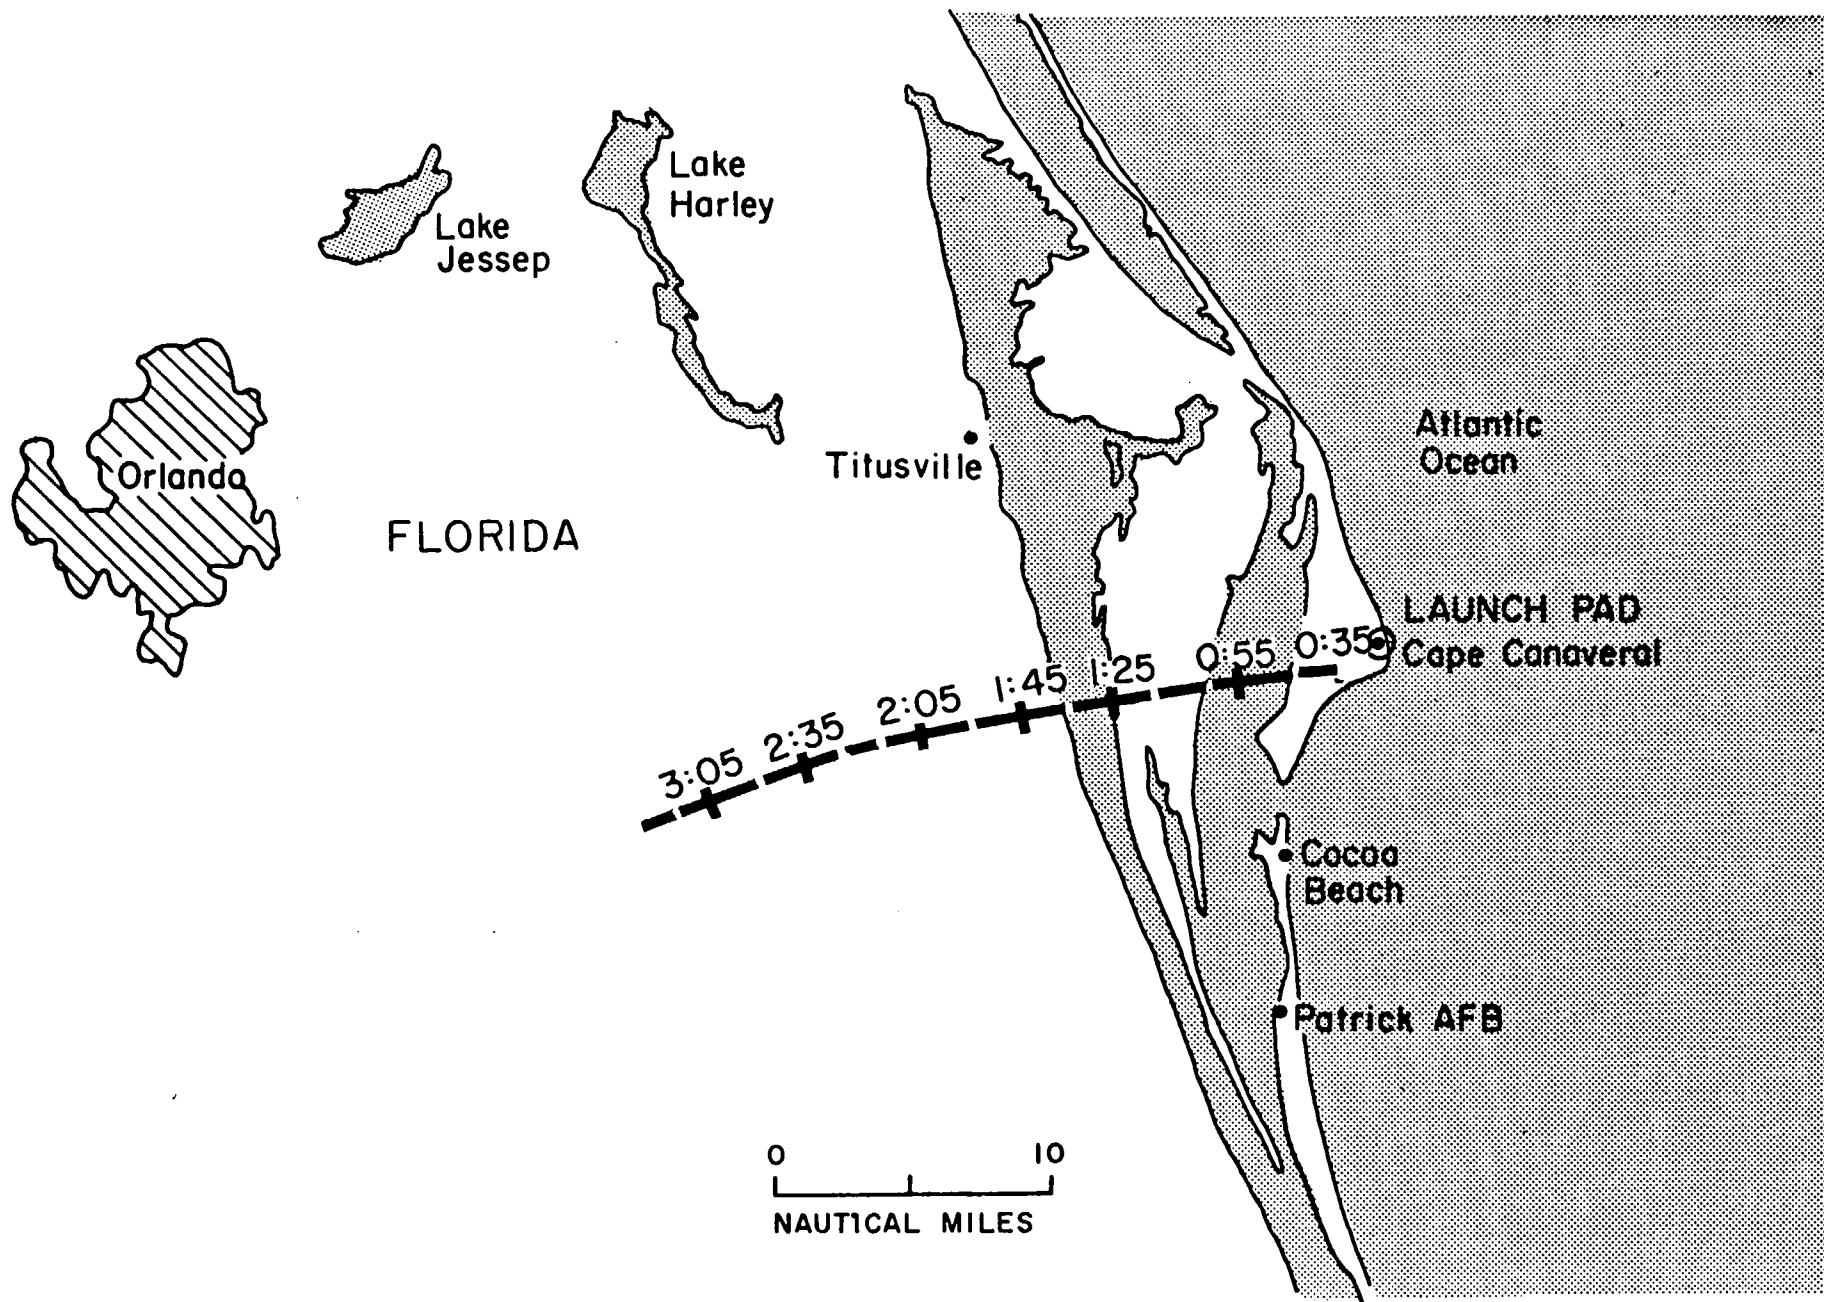 Lake
Harley
Lake
Jessep
Orlando
Titusville
FLORIDA
Atlantic
Ocean
LAUNCH PAD
Cape Canaveral
0:35
0:55
1:25
1:45
2:05
2:35
3:05
Cocoa
Beach
Patrick AFB
0 10
NAUTICAL MILES